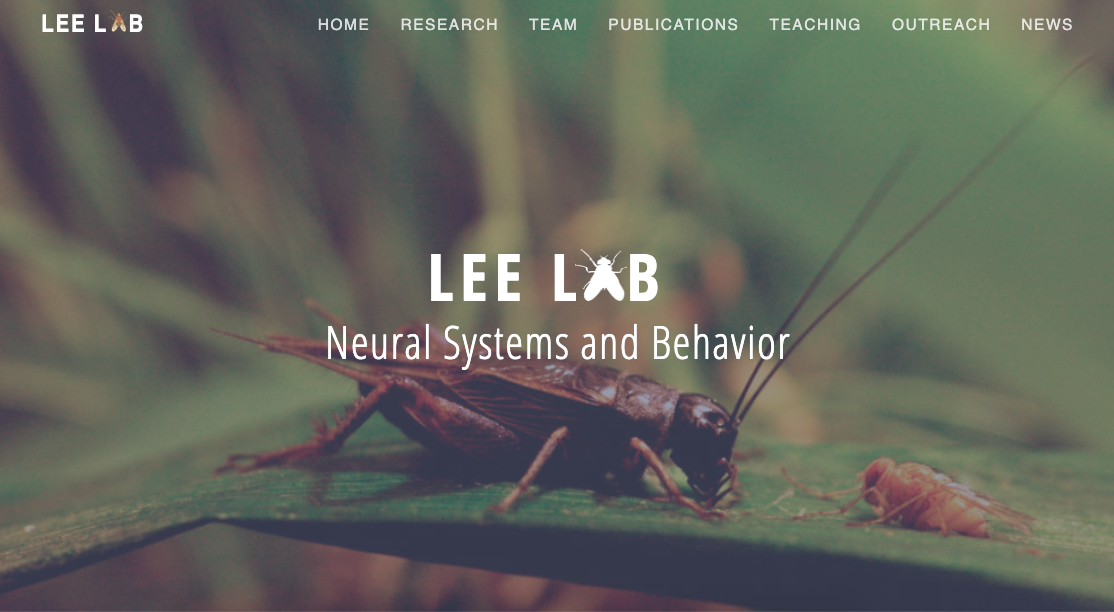 LEE LAB
HOME RESEARCH TEAM PUBLICATIONS TEACHING OUTREACH NEWS
LEE LAB
Neural Systems and Behavior